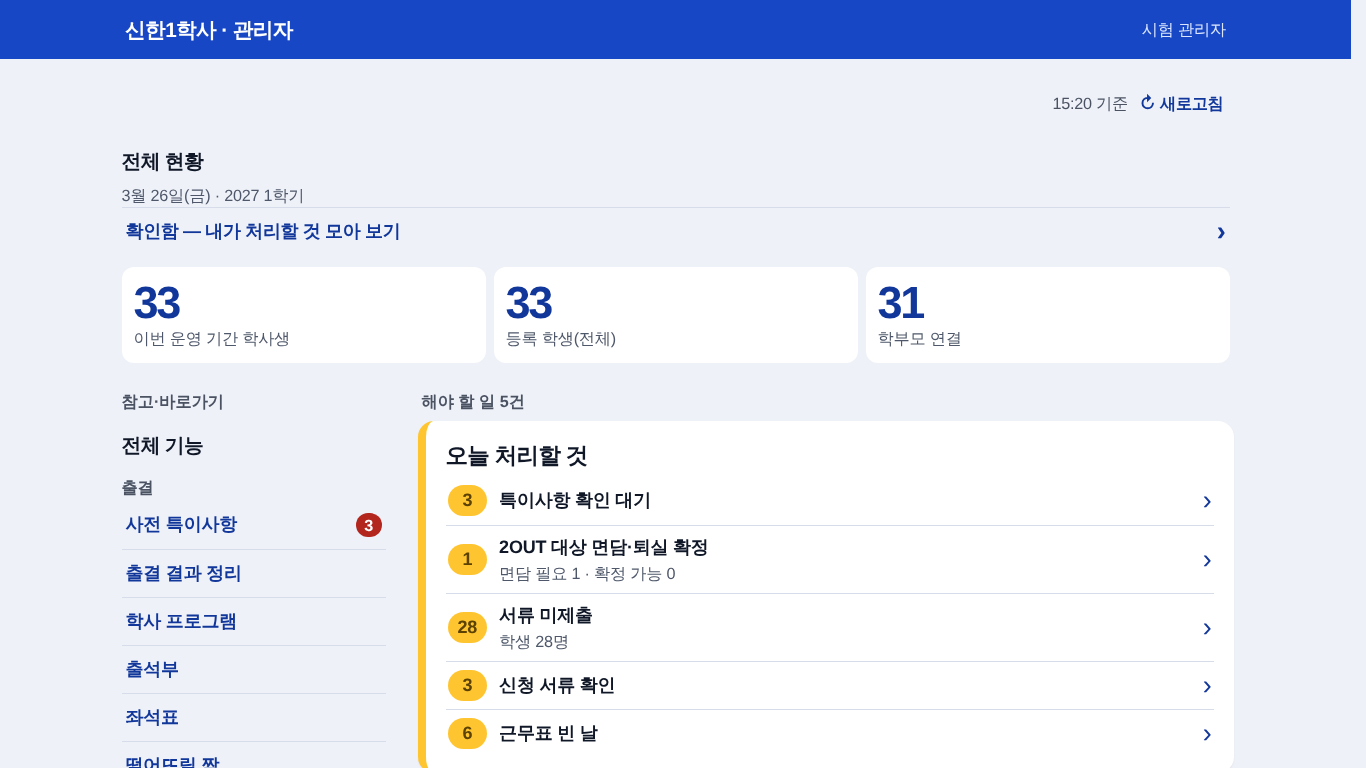 신한1학사 · 관리자
시험 관리자
15:20 기준 ↻ 새로고침
전체 현황
3월 26일(금) · 2027 1학기
확인함 — 내가 처리할 것 모아 보기 ›
33
이번 운영 기간 학사생
33
등록 학생(전체)
31
학부모 연결
참고·바로가기
전체 기능
출결
사전 특이사항 3
출결 결과 정리
학사 프로그램
출석부
좌석표
떨어뜨릴 짝
해야 할 일 5건
오늘 처리할 것
3 특이사항 확인 대기 ›
1 2OUT 대상 면담·퇴실 확정 ›
면담 필요 1 · 확정 가능 0
28 서류 미제출 ›
학생 28명
3 신청 서류 확인 ›
6 근무표 빈 날 ›